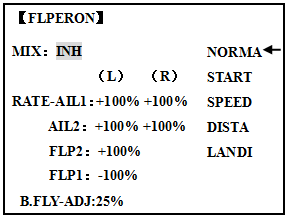 【FLPERON】
MIX：INH NORMA
（L） （R） START
RATE-AIL1：+100% +100% SPEED
AIL2：+100% +100% DISTA
FLP2：+100% LANDI
FLP1：-100%
B.FLY-ADJ:25%